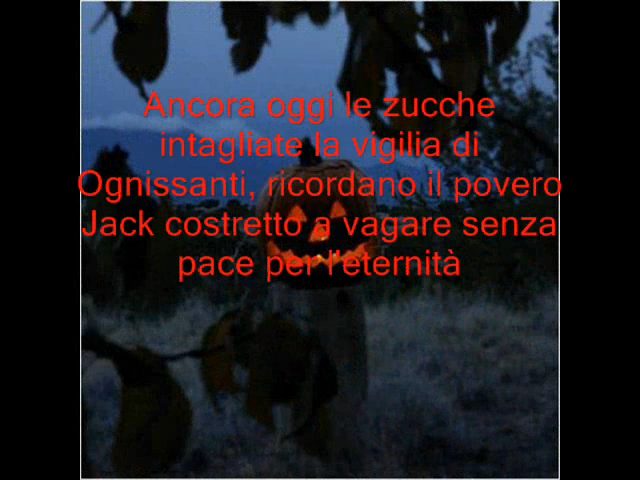 Ancora oggi le zucche
intagliate la vigilia di
Ognissanti, ricordano il povero
Jack costretto a vagare senza
pace per l'eternità